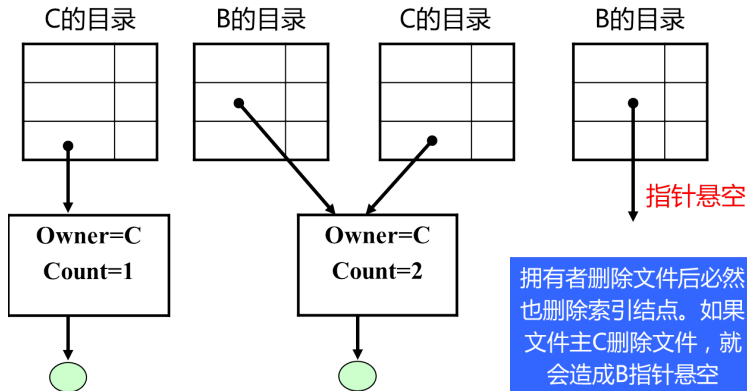 C的目录
B的目录
C的目录
B的目录
指针悬空
Owner=C
Count=1
Owner=C
Count=2
拥有者删除文件后必然
也删除索引结点。如果
文件主C删除文件，就
会造成B指针悬空